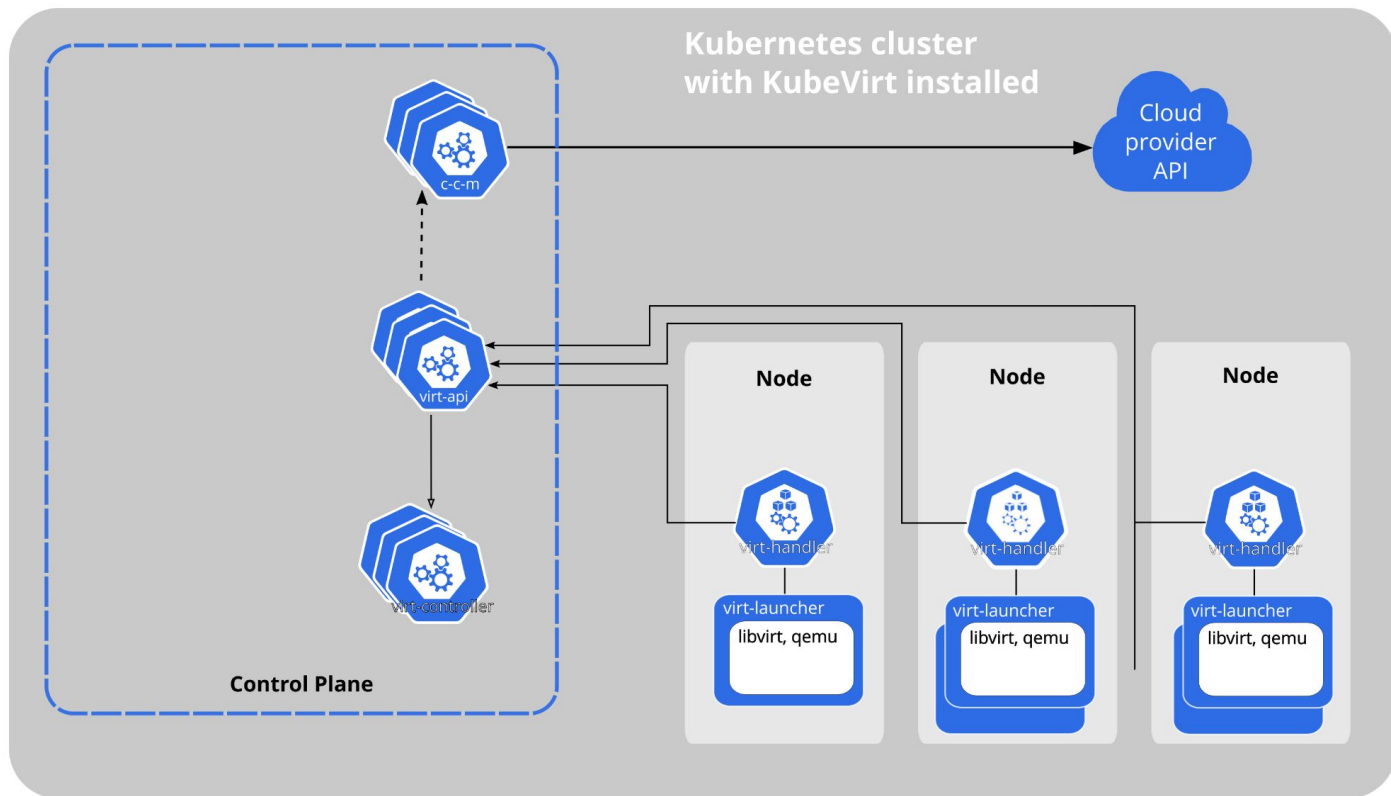 Kubernetes cluster
with KubeVirt installed
Cloud
provider
API
c-c-m
virt-api
virt-controller
Control Plane
Node
virt-handler
virt-launcher
libvirt, qemu
Node
virt-handler
virt-launcher
libvirt, qemu
Node
virt-handler
virt-launcher
libvirt, qemu